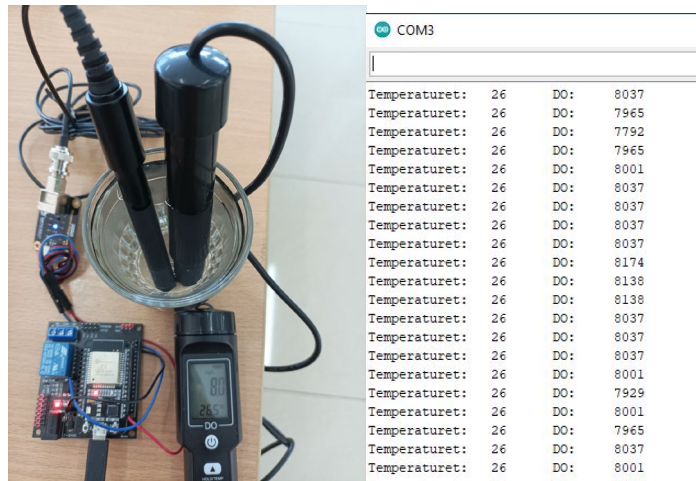 8.0
26.5
DO
HOLD/TEMP
COM3
Temperaturet: 26 DO: 8037
Temperaturet: 26 DO: 7965
Temperaturet: 26 DO: 7792
Temperaturet: 26 DO: 7965
Temperaturet: 26 DO: 8001
Temperaturet: 26 DO: 8037
Temperaturet: 26 DO: 8037
Temperaturet: 26 DO: 8037
Temperaturet: 26 DO: 8037
Temperaturet: 26 DO: 8174
Temperaturet: 26 DO: 8138
Temperaturet: 26 DO: 8138
Temperaturet: 26 DO: 8037
Temperaturet: 26 DO: 8037
Temperaturet: 26 DO: 8037
Temperaturet: 26 DO: 8001
Temperaturet: 26 DO: 7929
Temperaturet: 26 DO: 8001
Temperaturet: 26 DO: 7965
Temperaturet: 26 DO: 8037
Temperaturet: 26 DO: 8001